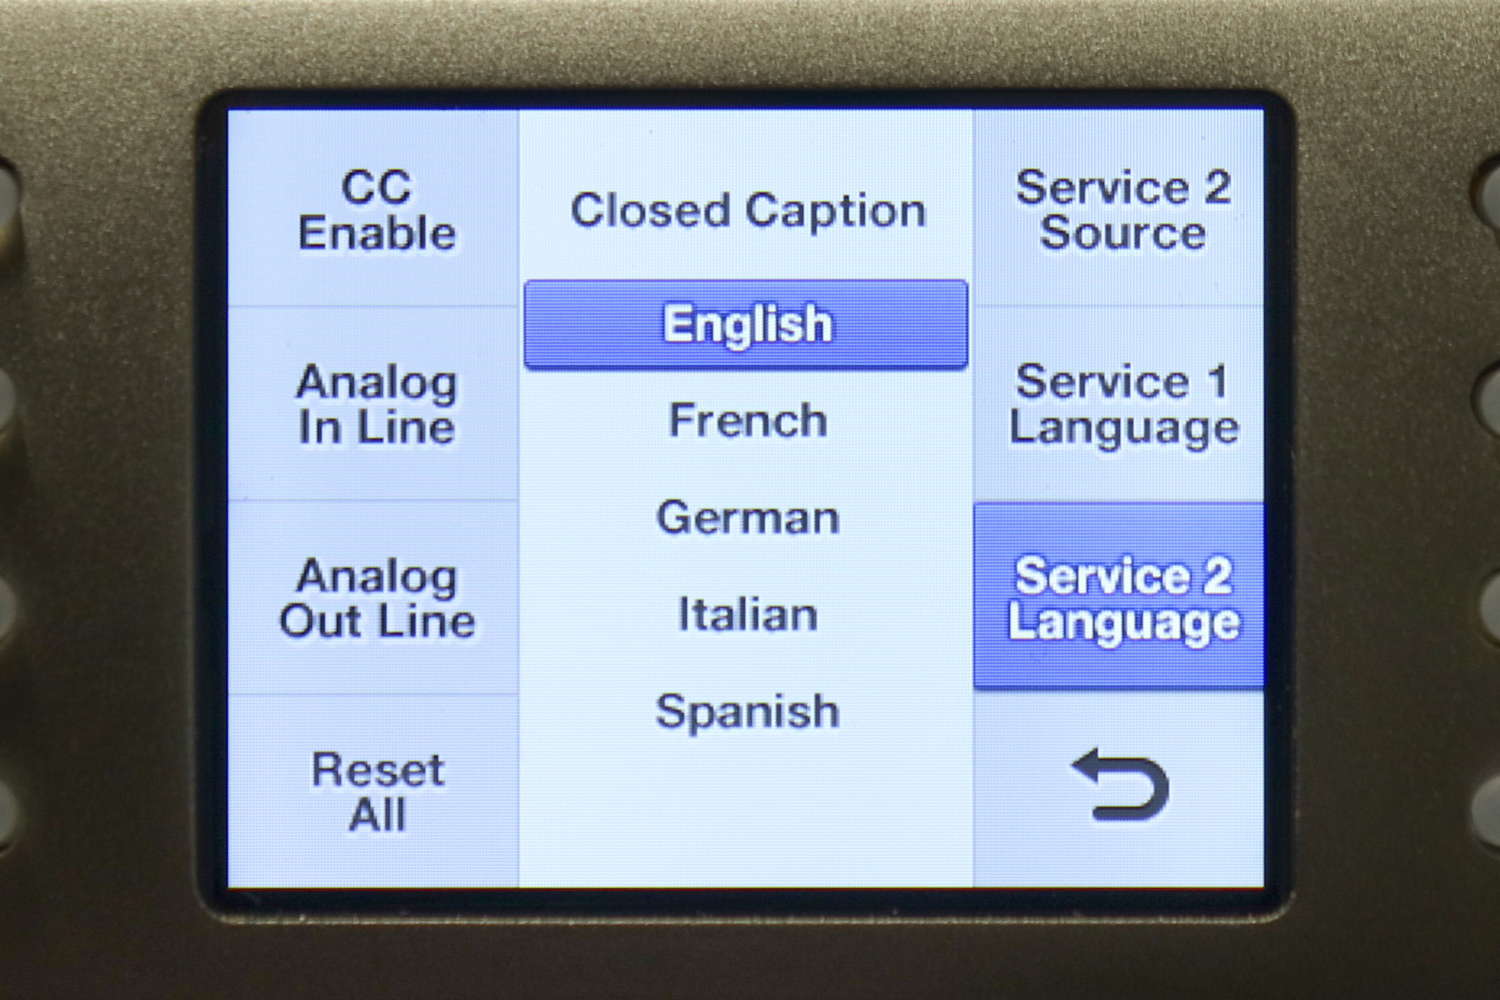 CC
Enable
Analog
In Line
Analog
Out Line
Reset
All
Closed Caption
English
French
German
Italian
Spanish
Service 2
Source
Service 1
Language
Service 2
Language